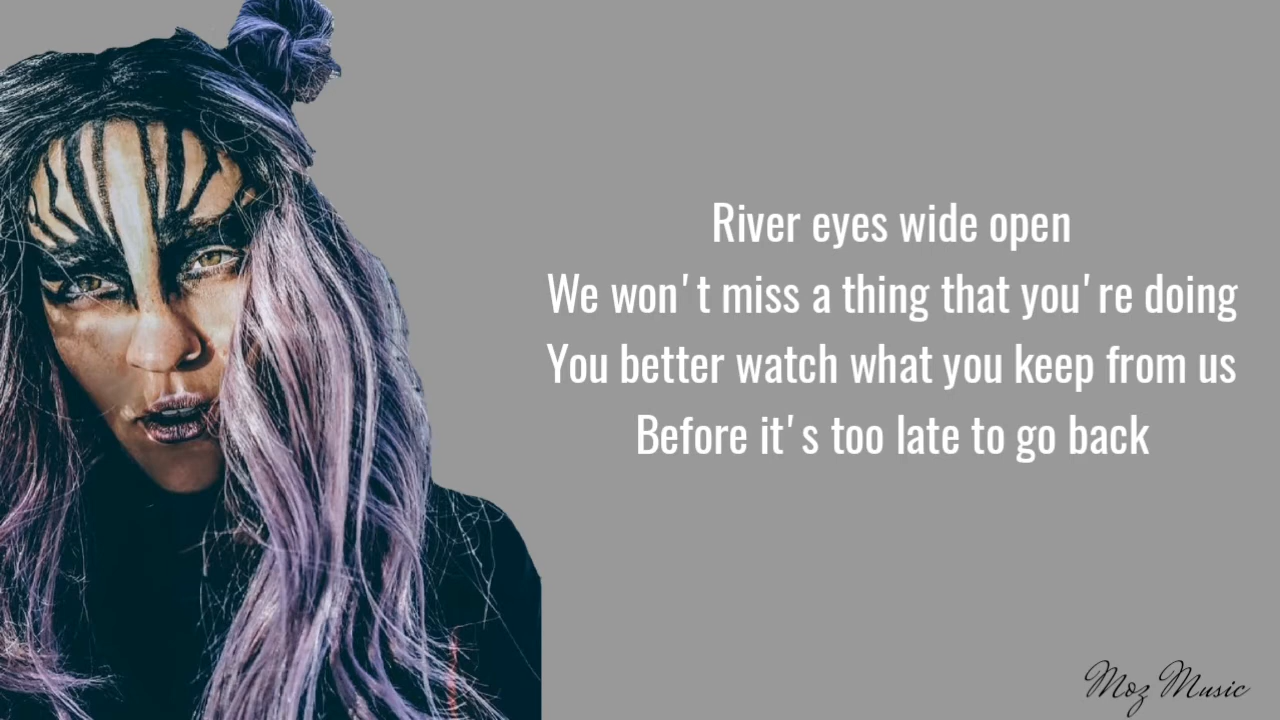 River eyes wide open
We won't miss a thing that you're doing
You better watch what you keep from us
Before it's too late to go back
Moz Music